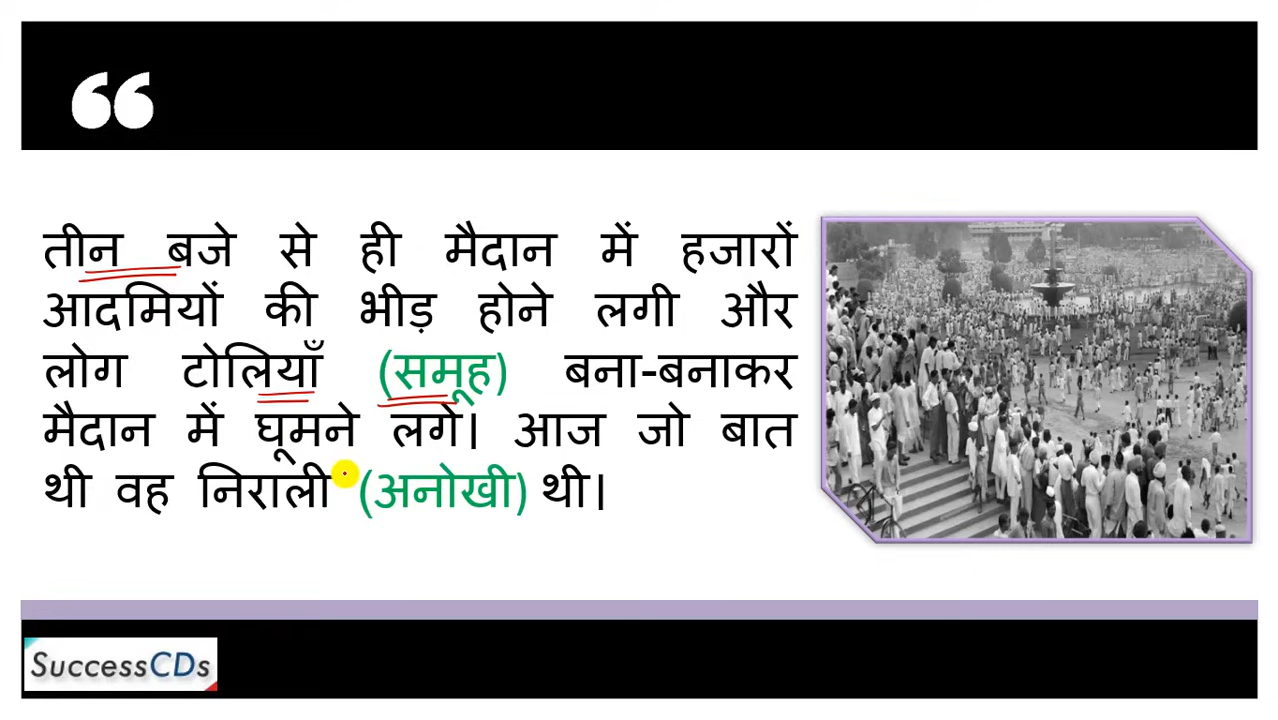 तीन बजे से ही मैदान में हजारों
आदमियों की भीड़ होने लगी और
लोग टोलियाँ (समूह) बना-बनाकर
मैदान में घूमने लगे। आज जो बात
थी वह निराली (अनोखी) थी।
SuccessCDs